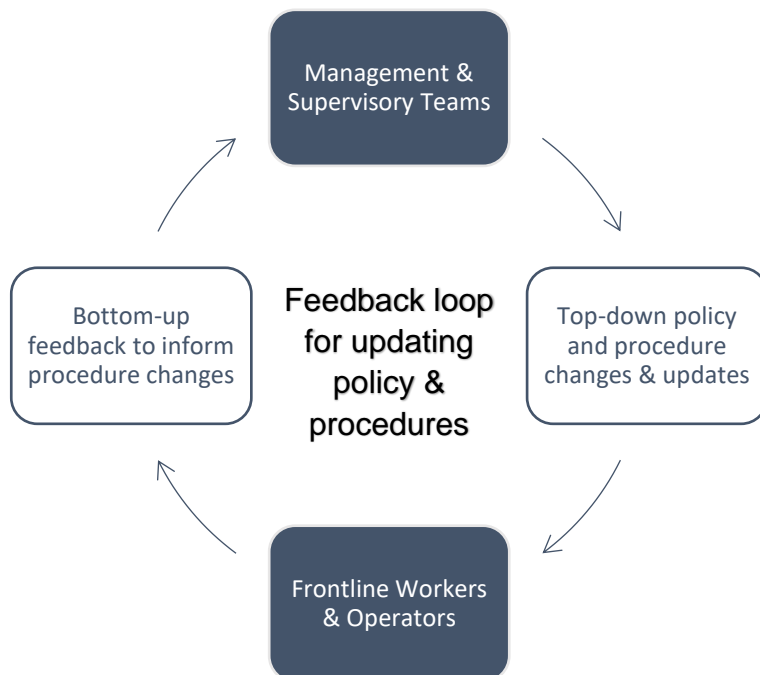 Management &
Supervisory Teams
Bottom-up
feedback to inform
procedure changes
Feedback loop
for updating
policy &
procedures
Top-down policy
and procedure
changes & updates
Frontline Workers
& Operators